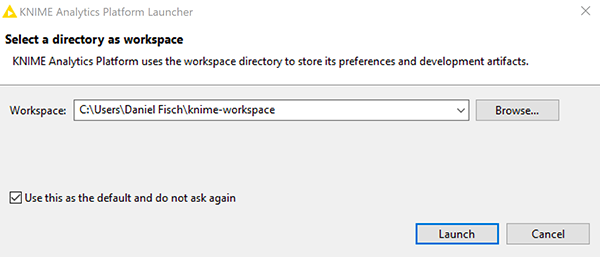 KNIME Analytics Platform Launcher
Select a directory as workspace
KNIME Analytics Platform uses the workspace directory to store its preferences and development artifacts.
Workspace: C:\Users\Daniel Fisch\knime-workspace Browse...
Use this as the default and do not ask again
Launch Cancel